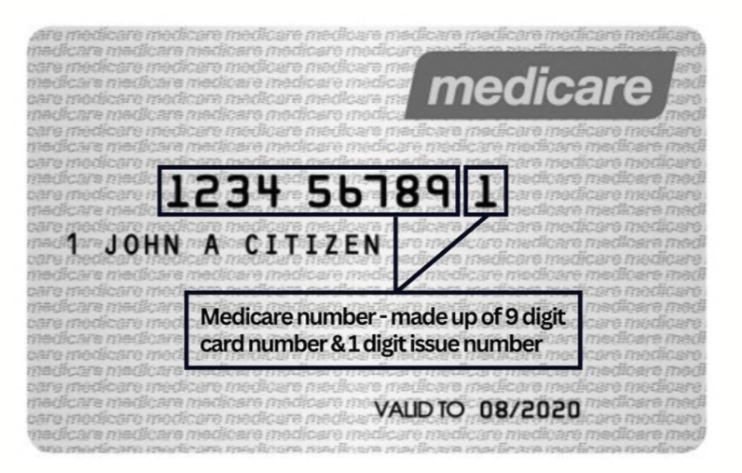 medicare
1234 56789 1
1 JOHN A CITIZEN
Medicare number - made up of 9 digit
card number & 1 digit issue number
VALID TO 08/2020